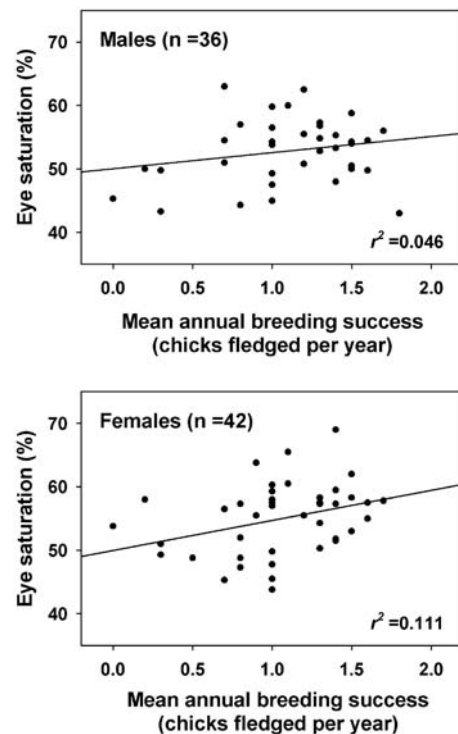 Males (n =36)
Eye saturation (%)
70
60
50
40
r² =0.046
0.0 0.5 1.0 1.5 2.0
Mean annual breeding success
(chicks fledged per year)
Females (n =42)
Eye saturation (%)
70
60
50
40
r² =0.111
0.0 0.5 1.0 1.5 2.0
Mean annual breeding success
(chicks fledged per year)